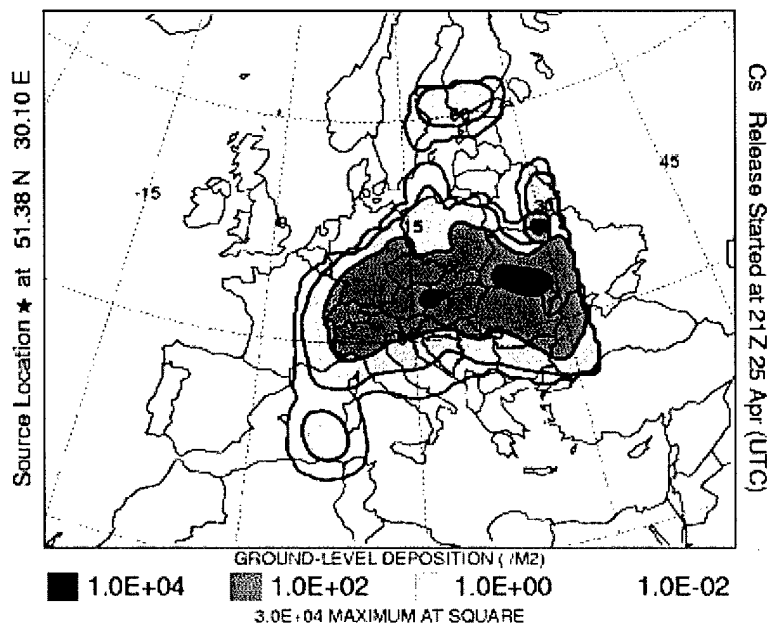 Source Location ★ at 51.38 N 30.10 E
Cs Release Started at 21Z 25 Apr (UTC)
45
-15
15
GROUND-LEVEL DEPOSITION ( /M2)
1.0E+04 1.0E+02 1.0E+00 1.0E-02
3.0E+04 MAXIMUM AT SQUARE